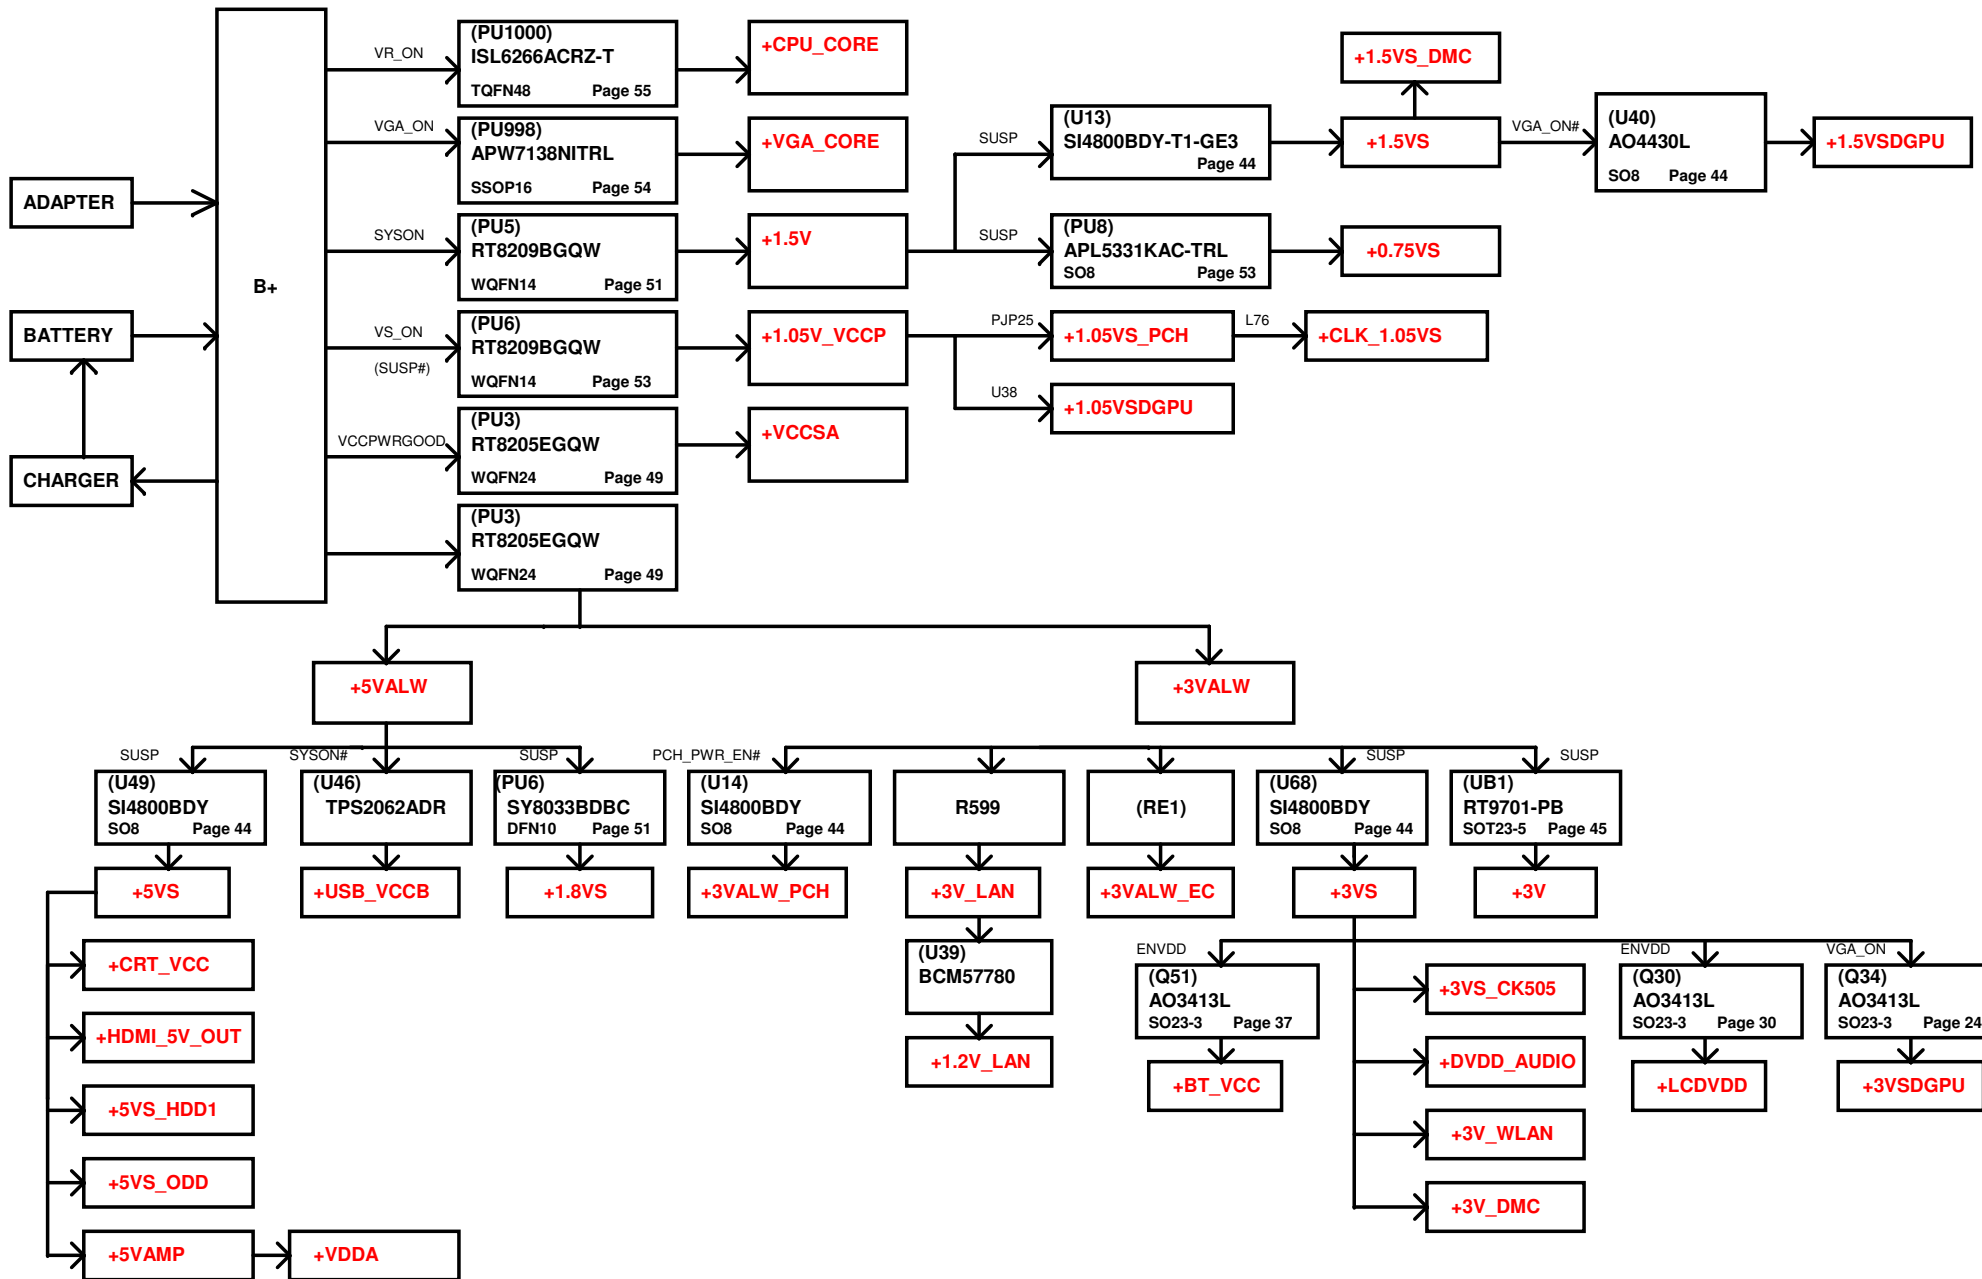 ADAPTER
BATTERY
CHARGER
B+
VR_ON
(PU1000)
ISL6266ACRZ-T
TQFN48 Page 55
+CPU_CORE
VGA_ON
(PU998)
APW7138NITRL
SSOP16 Page 54
+VGA_CORE
SYSON
(PU5)
RT8209BGQW
WQFN14 Page 51
+1.5V
SUSP
(U13)
SI4800BDY-T1-GE3
Page 44
+1.5VS_DMC
+1.5VS
VGA_ON#
(U40)
AO4430L
SO8 Page 44
+1.5VSDGPU
SUSP
(PU8)
APL5331KAC-TRL
SO8 Page 53
+0.75VS
VS_ON
(SUSP#)
(PU6)
RT8209BGQW
WQFN14 Page 53
+1.05V_VCCP
PJP25
+1.05VS_PCH
L76
+CLK_1.05VS
U38
+1.05VSDGPU
VCCPWRGOOD
(PU3)
RT8205EGQW
WQFN24 Page 49
+VCCSA
(PU3)
RT8205EGQW
WQFN24 Page 49
+5VALW
+3VALW
SUSP
(U49)
SI4800BDY
SO8 Page 44
+5VS
SYSON#
(U46)
TPS2062ADR
+USB_VCCB
SUSP
(PU6)
SY8033BDBC
DFN10 Page 51
+1.8VS
PCH_PWR_EN#
(U14)
SI4800BDY
SO8 Page 44
+3VALW_PCH
R599
+3V_LAN
(U39)
BCM57780
+1.2V_LAN
(RE1)
+3VALW_EC
SUSP
(U68)
SI4800BDY
SO8 Page 44
+3VS
SUSP
(UB1)
RT9701-PB
SOT23-5 Page 45
+3V
+CRT_VCC
+HDMI_5V_OUT
+5VS_HDD1
+5VS_ODD
+5VAMP
+VDDA
ENVDD
(Q51)
AO3413L
SO23-3 Page 37
+BT_VCC
+3VS_CK505
+DVDD_AUDIO
+3V_WLAN
+3V_DMC
ENVDD
(Q30)
AO3413L
SO23-3 Page 30
+LCDVDD
VGA_ON
(Q34)
AO3413L
SO23-3 Page 24
+3VSDGPU